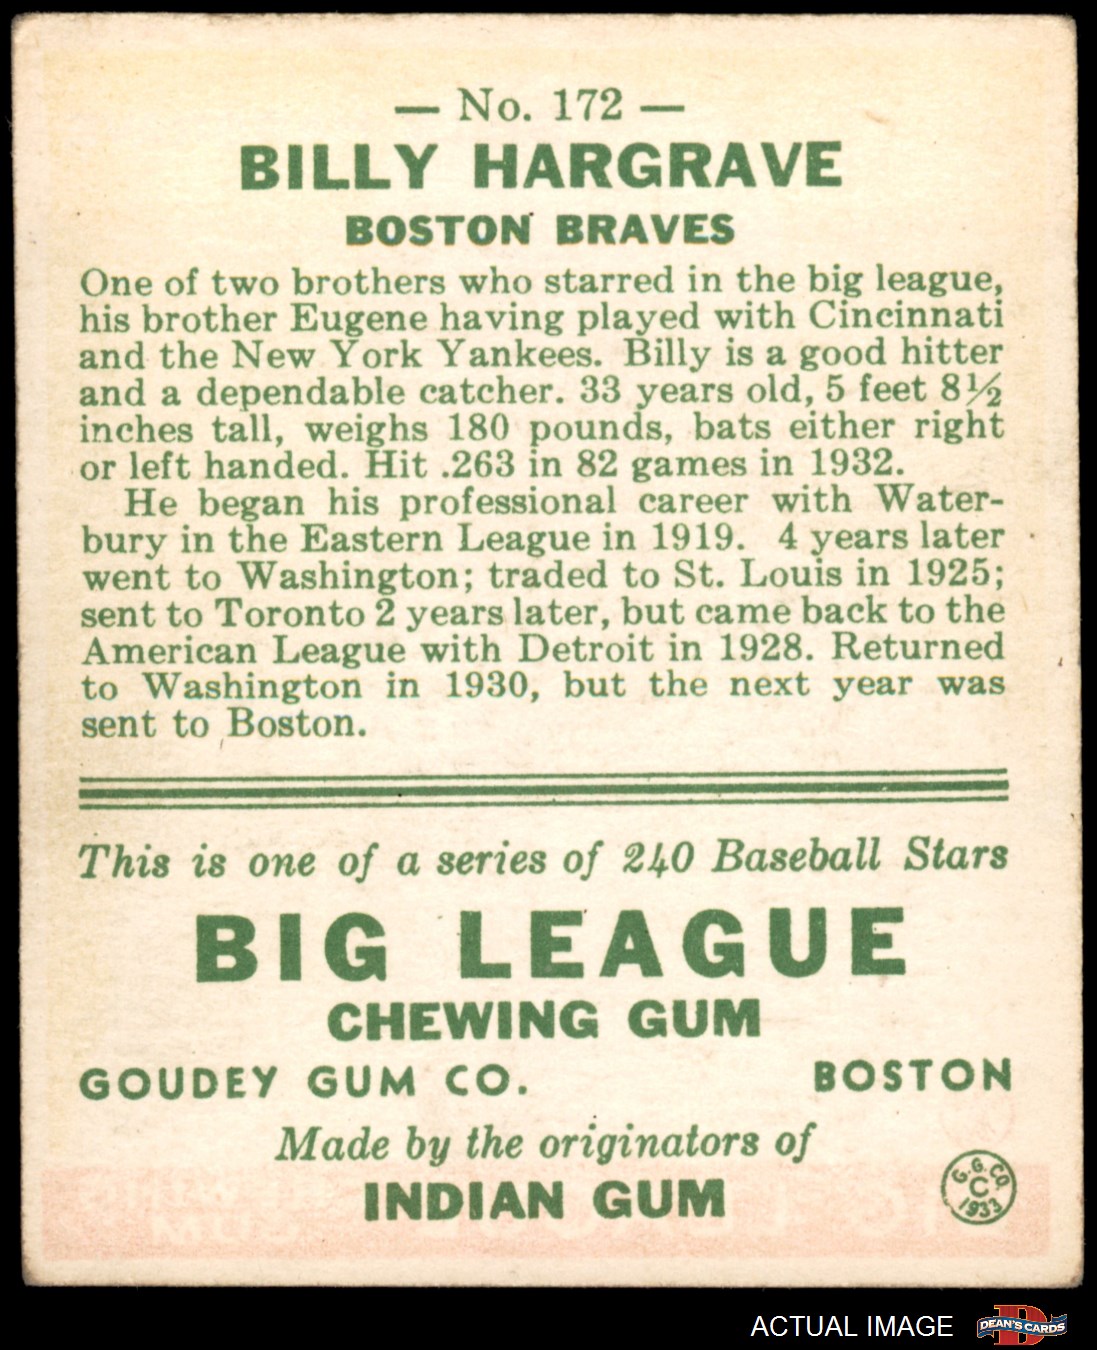 — No. 172 —
BILLY HARGRAVE
BOSTON BRAVES
One of two brothers who starred in the big league,
his brother Eugene having played with Cincinnati
and the New York Yankees. Billy is a good hitter
and a dependable catcher. 33 years old, 5 feet 8½
inches tall, weighs 180 pounds, bats either right
or left handed. Hit .263 in 82 games in 1932.
He began his professional career with Water-
bury in the Eastern League in 1919. 4 years later
went to Washington; traded to St. Louis in 1925;
sent to Toronto 2 years later, but came back to the
American League with Detroit in 1928. Returned
to Washington in 1930, but the next year was
sent to Boston.
This is one of a series of 240 Baseball Stars
BIG LEAGUE
CHEWING GUM
GOUDEY GUM CO. BOSTON
Made by the originators of
INDIAN GUM
G. G. CO.
C
1933
ACTUAL IMAGE
D
DEAN'S CARDS